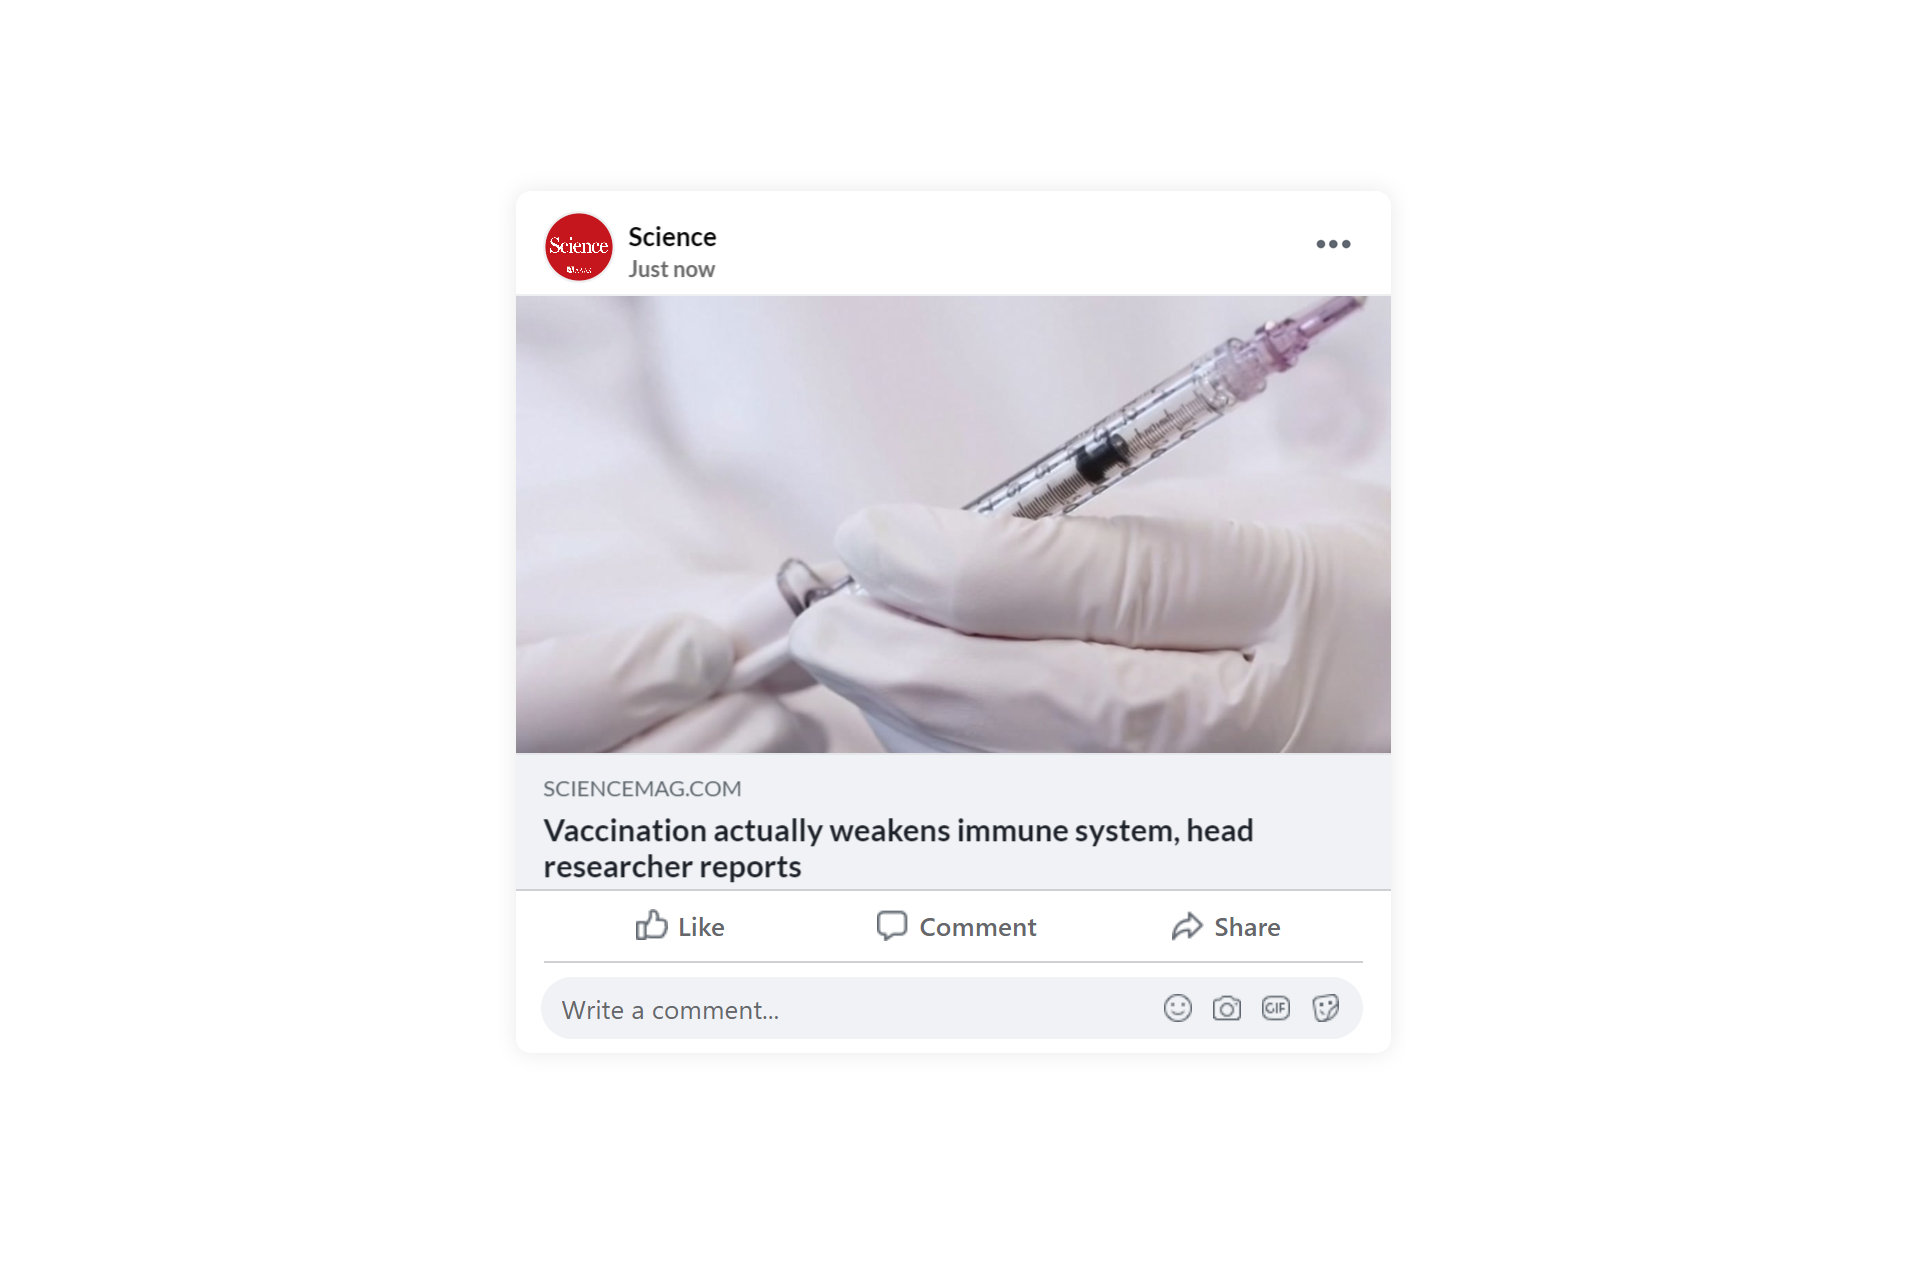 Science
AAAS
Science
Just now
SCIENCEMAG.COM
Vaccination actually weakens immune system, head
researcher reports
Like
Comment
Share
Write a comment...
GIF